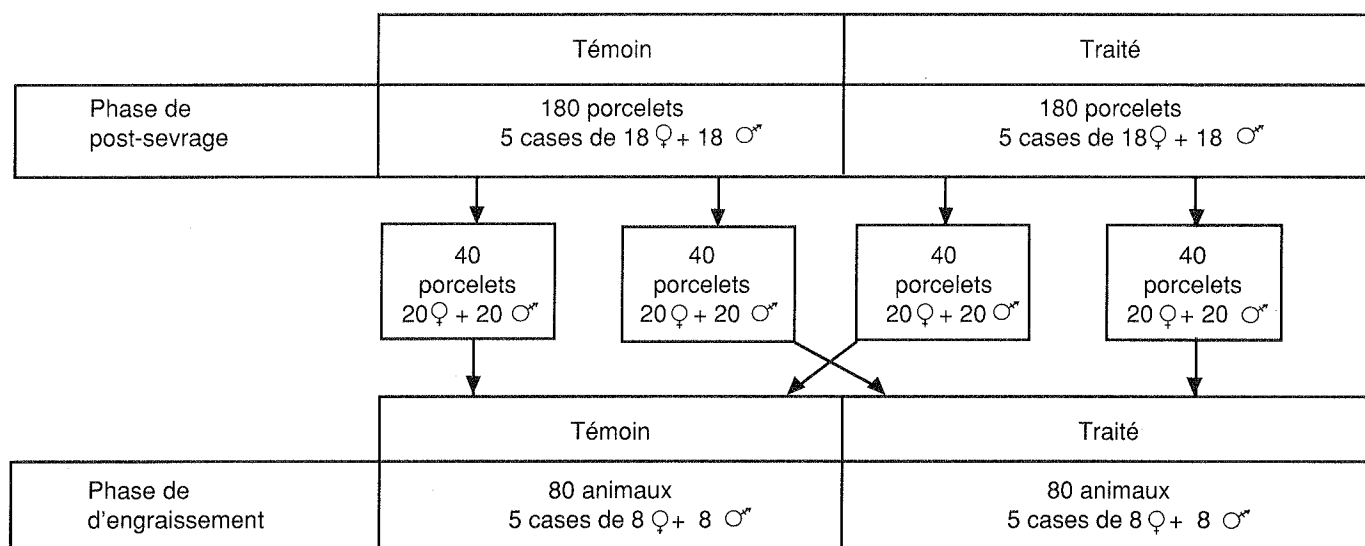 Témoin
Traité
Phase de
post-sevrage
180 porcelets
5 cases de 18 ♀ + 18 ♂
180 porcelets
5 cases de 18 ♀ + 18 ♂
40
porcelets
20 ♀ + 20 ♂
40
porcelets
20 ♀ + 20 ♂
40
porcelets
20 ♀ + 20 ♂
40
porcelets
20 ♀ + 20 ♂
Témoin
Traité
Phase de
d'engraissement
80 animaux
5 cases de 8 ♀ + 8 ♂
80 animaux
5 cases de 8 ♀ + 8 ♂